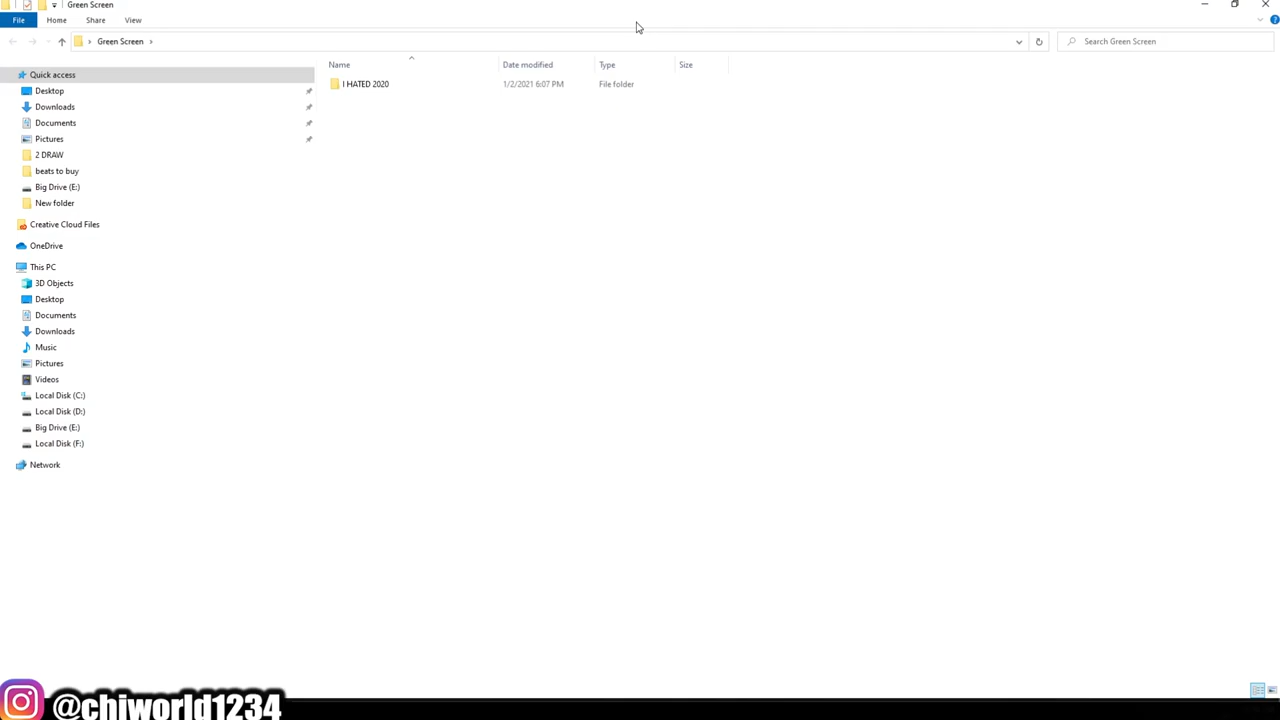 Green Screen
File Home Share View
Green Screen
Search Green Screen
Name Date modified Type Size
I HATED 2020 1/2/2021 6:07 PM File folder
Quick access
Desktop
Downloads
Documents
Pictures
2 DRAW
beats to buy
Big Drive (E:)
New folder
Creative Cloud Files
OneDrive
This PC
3D Objects
Desktop
Documents
Downloads
Music
Pictures
Videos
Local Disk (C:)
Local Disk (D:)
Big Drive (E:)
Local Disk (F:)
Network
@chiworld1234